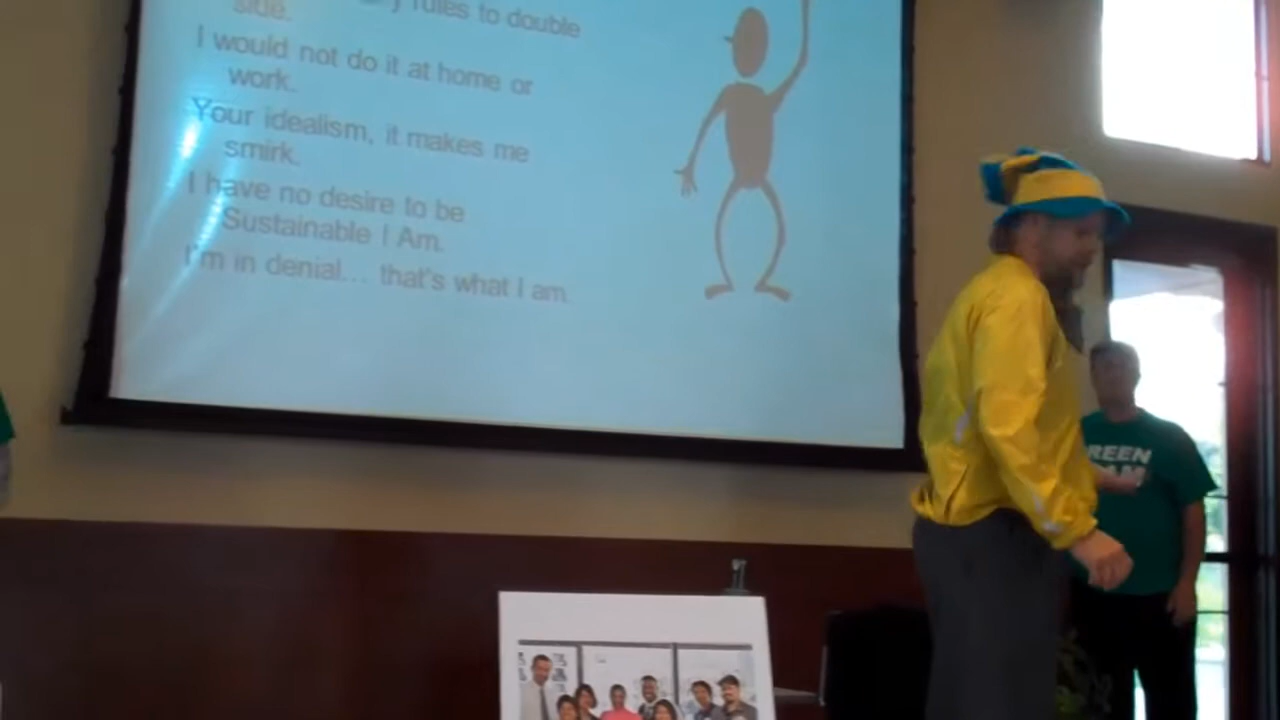 rules to double
side.
I would not do it at home or
work.
Your idealism, it makes me
smirk.
I have no desire to be
Sustainable I Am.
I'm in denial... that's what I am.
REEN